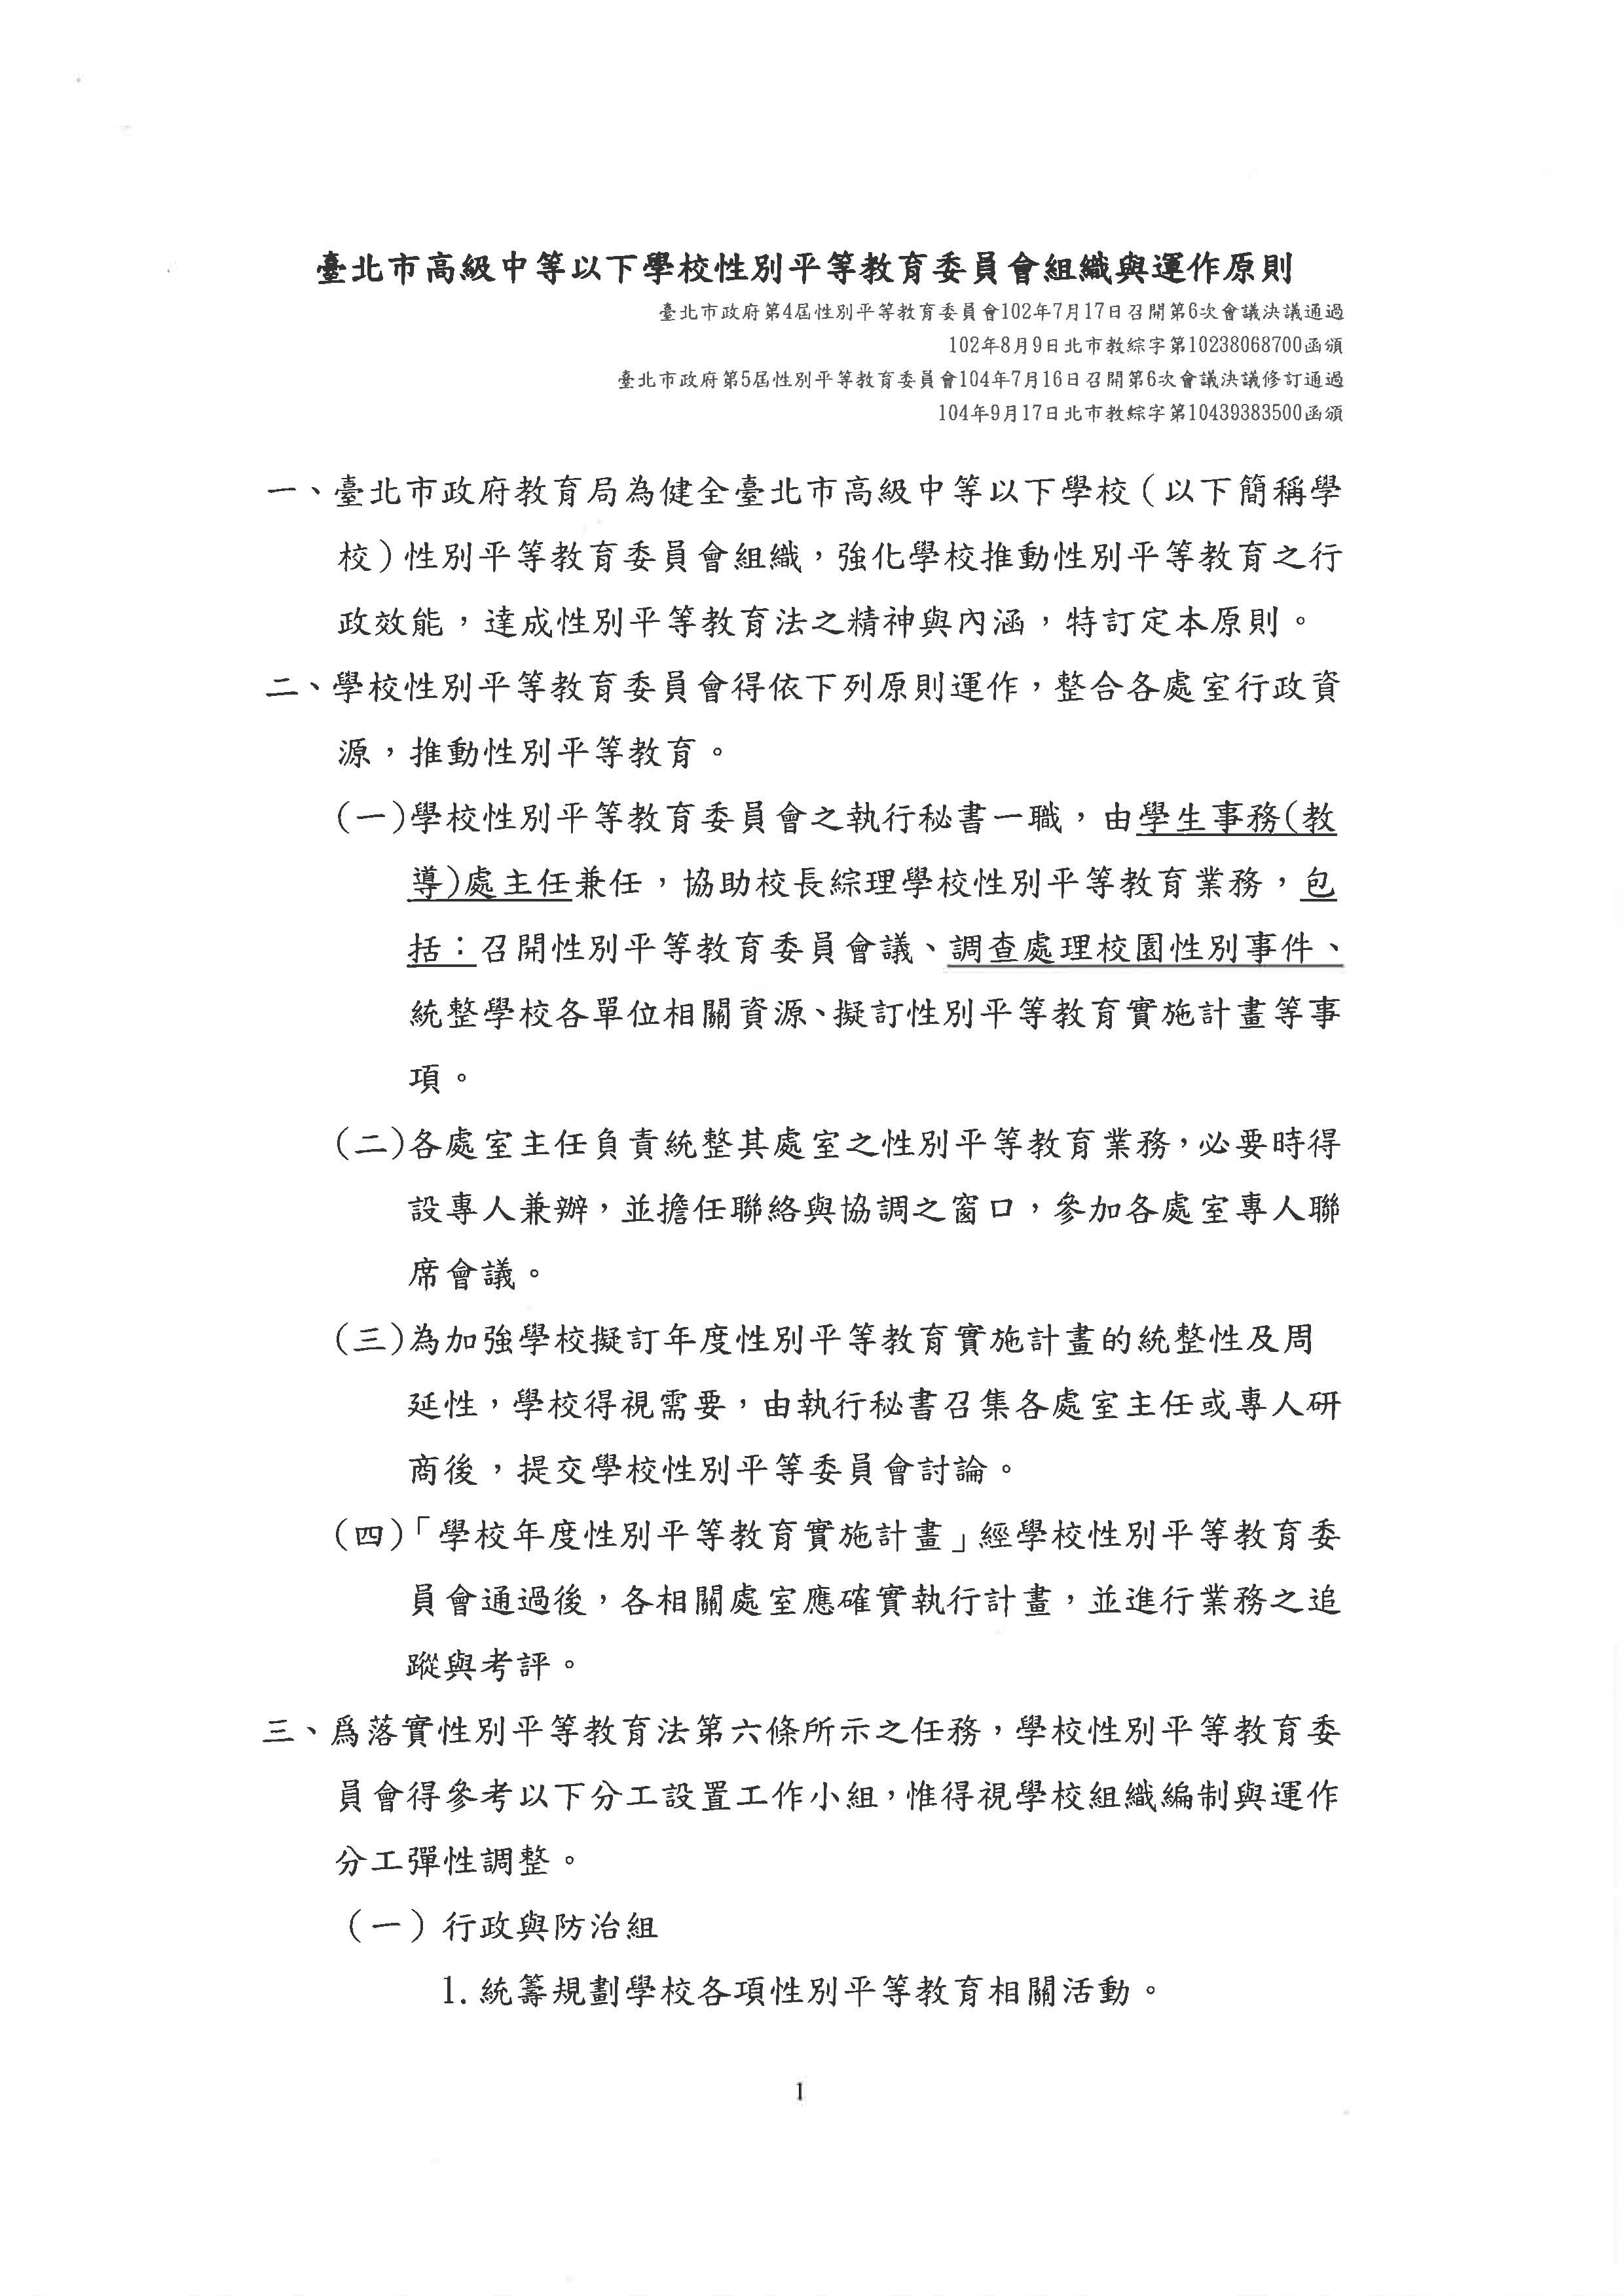 臺北市高級中等以下學校性別平等教育委員會組織與運作原則
臺北市政府第4屆性別平等教育委員會102年7月17日召開第6次會議決議通過
102年8月9日北市教綜字第10238068700函頒
臺北市政府第5屆性別平等教育委員會104年7月16日召開第6次會議決議修訂通過
104年9月17日北市教綜字第10439383500函頒
一、臺北市政府教育局為健全臺北市高級中等以下學校（以下簡稱學
校）性別平等教育委員會組織，強化學校推動性別平等教育之行
政效能，達成性別平等教育法之精神與內涵，特訂定本原則。
二、學校性別平等教育委員會得依下列原則運作，整合各處室行政資
源，推動性別平等教育。
(一)學校性別平等教育委員會之執行秘書一職，由學生事務(教
導)處主任兼任，協助校長綜理學校性別平等教育業務，包
括：召開性別平等教育委員會議、調查處理校園性別事件、
統整學校各單位相關資源、擬訂性別平等教育實施計畫等事
項。
(二)各處室主任負責統整其處室之性別平等教育業務，必要時得
設專人兼辦，並擔任聯絡與協調之窗口，參加各處室專人聯
席會議。
(三)為加強學校擬訂年度性別平等教育實施計畫的統整性及周
延性，學校得視需要，由執行秘書召集各處室主任或專人研
商後，提交學校性別平等委員會討論。
(四)「學校年度性別平等教育實施計畫」經學校性別平等教育委
員會通過後，各相關處室應確實執行計畫，並進行業務之追
蹤與考評。
三、為落實性別平等教育法第六條所示之任務，學校性別平等教育委
員會得參考以下分工設置工作小組，惟得視學校組織編制與運作
分工彈性調整。
（一）行政與防治組
1.統籌規劃學校各項性別平等教育相關活動。
1